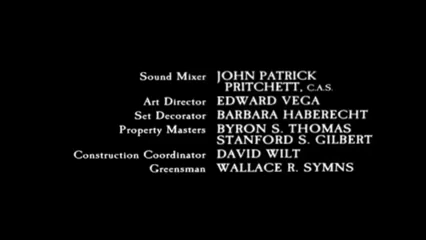 Sound Mixer JOHN PATRICK
PRITCHETT, C.A.S.
Art Director EDWARD VEGA
Set Decorator BARBARA HABERECHT
Property Masters BYRON S. THOMAS
STANFORD S. GILBERT
Construction Coordinator DAVID WILT
Greensman WALLACE R. SYMNS